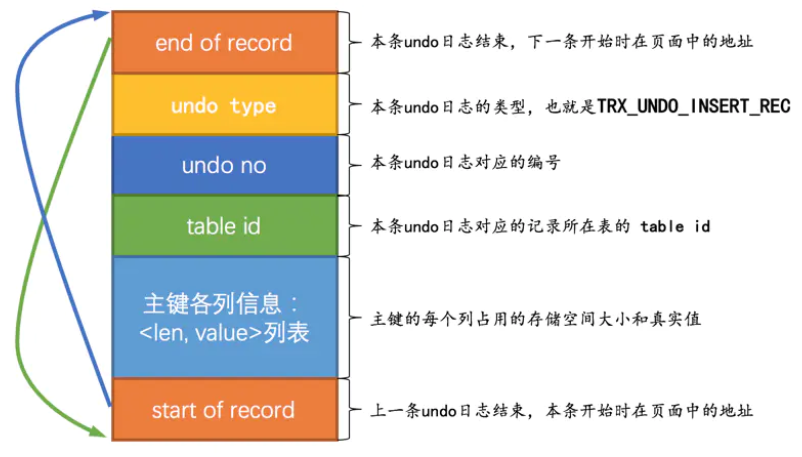 end of record
本条undo日志结束，下一条开始时在页面中的地址
undo type
本条undo日志的类型，也就是TRX_UNDO_INSERT_REC
undo no
本条undo日志对应的编号
table id
本条undo日志对应的记录所在表的 table id
主键各列信息：
<len, value>列表
主键的每个列占用的存储空间大小和真实值
start of record
上一条undo日志结束，本条开始时在页面中的地址